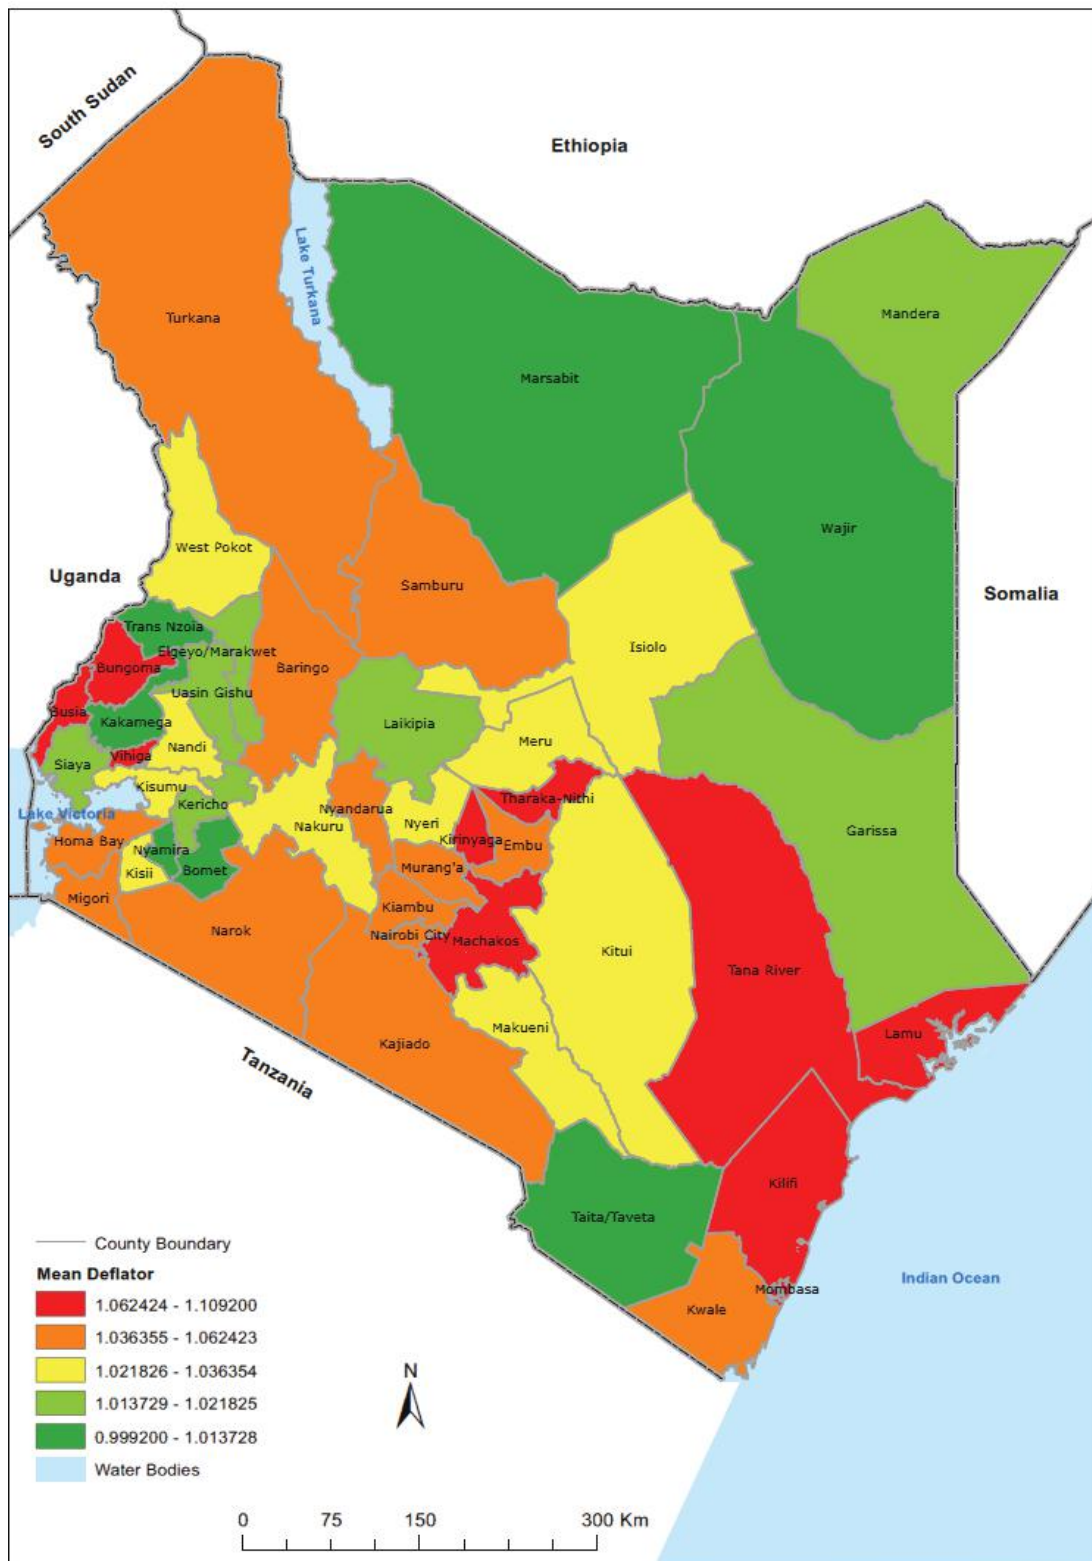 South Sudan
Ethiopia
Lake Turkana
Mandera
Turkana
Marsabit
Wajir
West Pokot
Uganda
Samburu
Somalia
Trans Nzoia
Isiolo
Elgeyo/Marakwet
Bungoma
Baringo
Uasin Gishu
Busia
Kakamega
Laikipia
Meru
Nandi
Vihiga
Siaya
Kisumu
Tharaka-Nithi
Kericho
Nyandarua
Lake Victoria
Nakuru
Nyeri
Garissa
Homa Bay
Kirinyaga
Embu
Nyamira
Murang'a
Bomet
Kisii
Migori
Kiambu
Narok
Nairobi City
Machakos
Kitui
Tana River
Makueni
Lamu
Kajiado
Tanzania
Kilifi
Taita/Taveta
Indian Ocean
Mombasa
Kwale
County Boundary
Mean Deflator
1.062424 - 1.109200
1.036355 - 1.062423
1.021826 - 1.036354
1.013729 - 1.021825
0.999200 - 1.013728
Water Bodies
N
0 75 150 300 Km